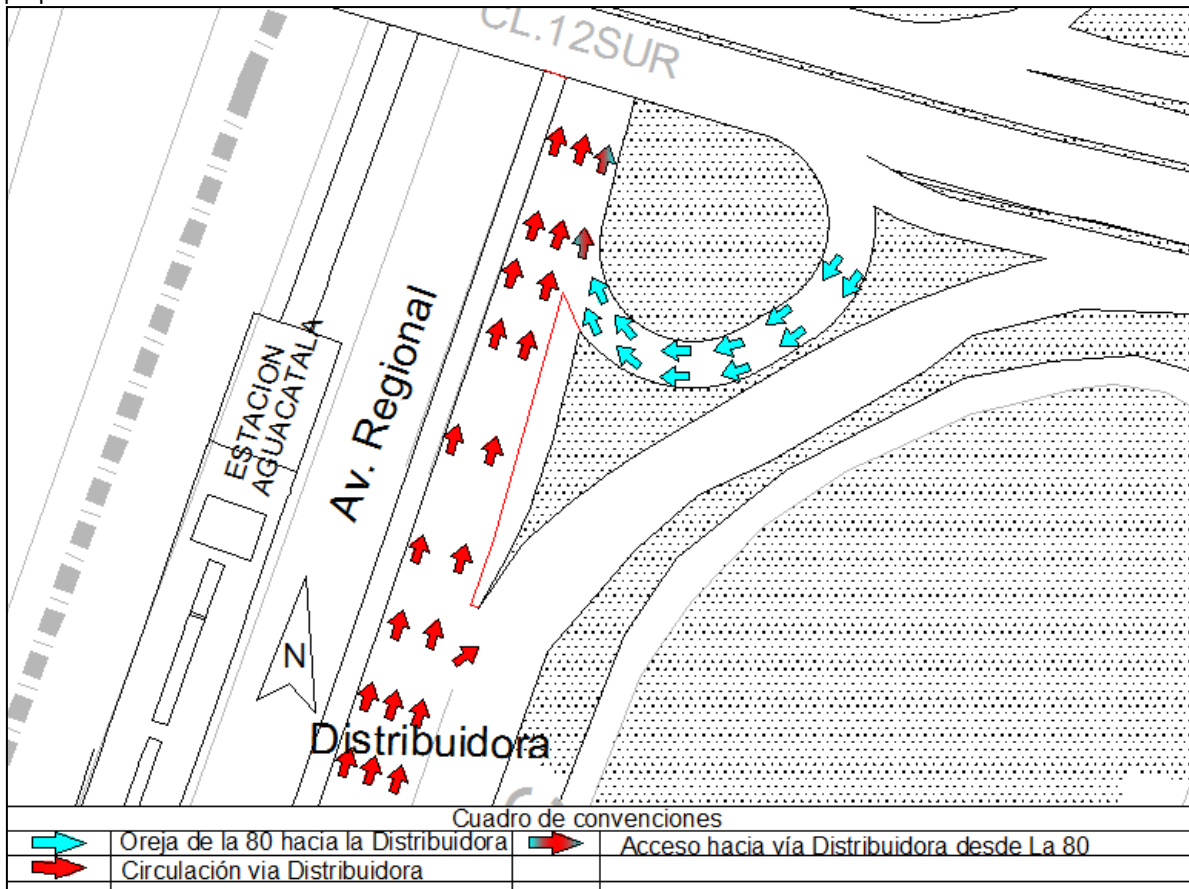 CL.12SUR
ESTACION
AGUACATALA
Av. Regional
N
Distribuidora
Cuadro de convenciones
Oreja de la 80 hacia la Distribuidora
Acceso hacia vía Distribuidora desde La 80
Circulación via Distribuidora